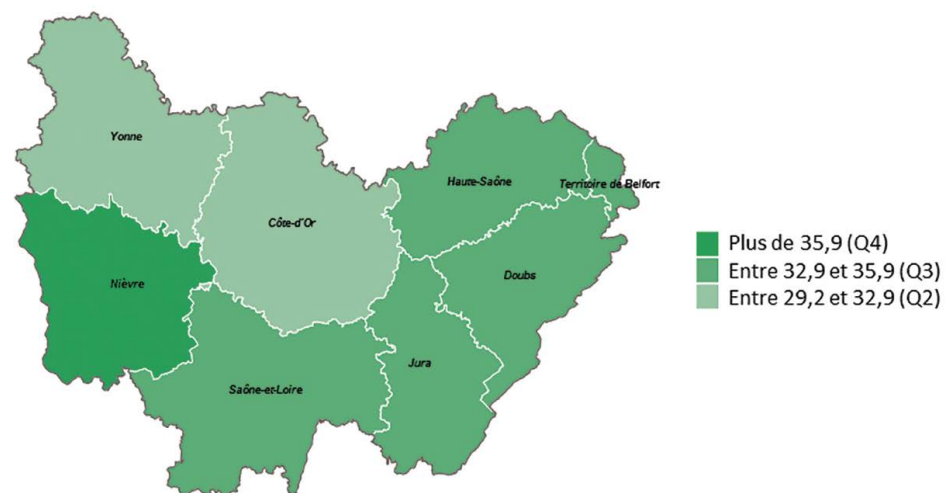 Yonne
Haute-Saône
Territoire de Belfort
Côte-d'Or
Doubs
Nièvre
Jura
Saône-et-Loire
Plus de 35,9 (Q4)
Entre 32,9 et 35,9 (Q3)
Entre 29,2 et 32,9 (Q2)